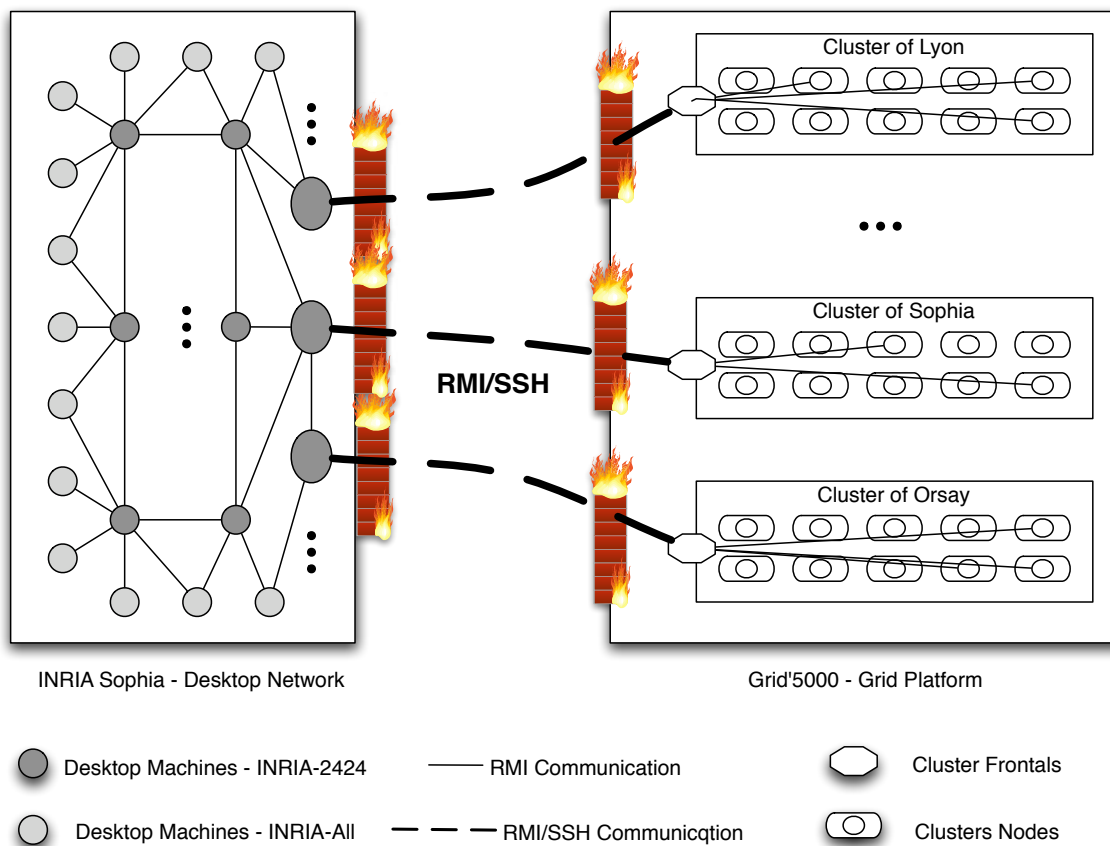 Cluster of Lyon
Cluster of Sophia
RMI/SSH
Cluster of Orsay
INRIA Sophia - Desktop Network
Grid'5000 - Grid Platform
Desktop Machines - INRIA-2424
RMI Communication
Cluster Frontals
Desktop Machines - INRIA-All
RMI/SSH Communicqtion
Clusters Nodes